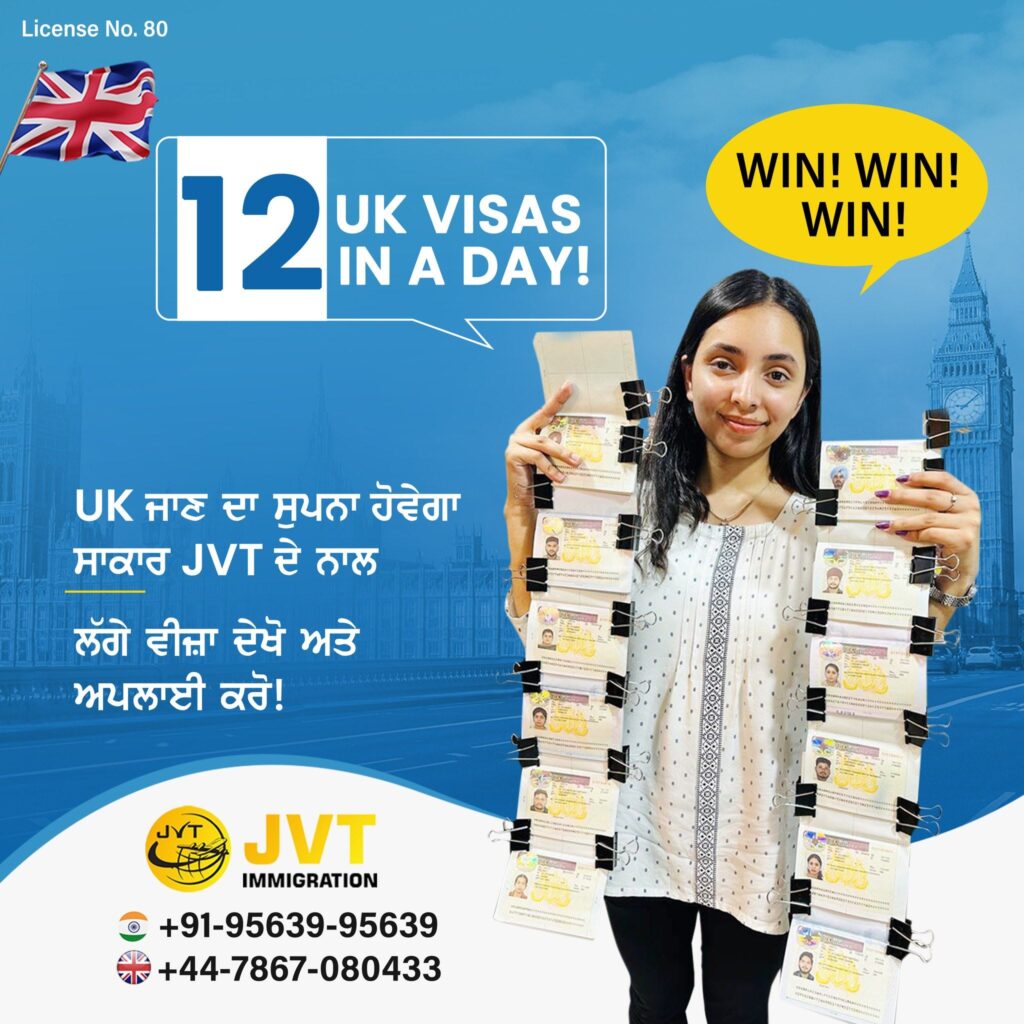 License No. 80
12 UK VISAS
IN A DAY!
WIN! WIN!
WIN!
UK ਜਾਣ ਦਾ ਸੁਪਨਾ ਹੋਵੇਗਾ
ਸਾਕਾਰ JVT ਦੇ ਨਾਲ
ਲੱਗੇ ਵੀਜ਼ਾ ਦੇਖੋ ਅਤੇ
ਅਪਲਾਈ ਕਰੋ!
JVT
JVT
IMMIGRATION
+91-95639-95639
+44-7867-080433